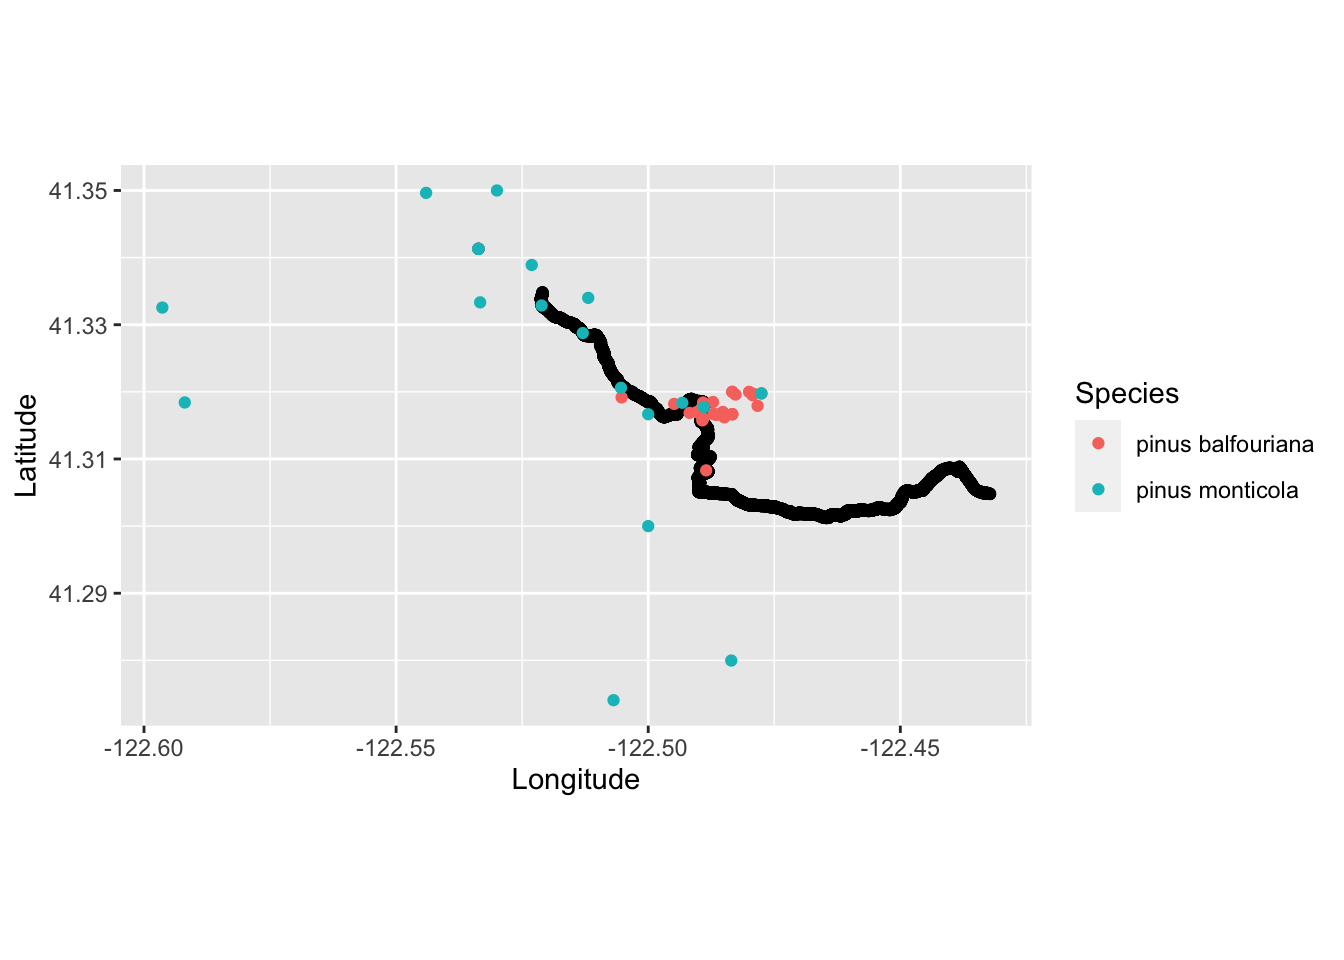 Latitude
41.35
41.33
41.31
41.29
-122.60 -122.55 -122.50 -122.45
Longitude
Species
pinus balfouriana
pinus monticola